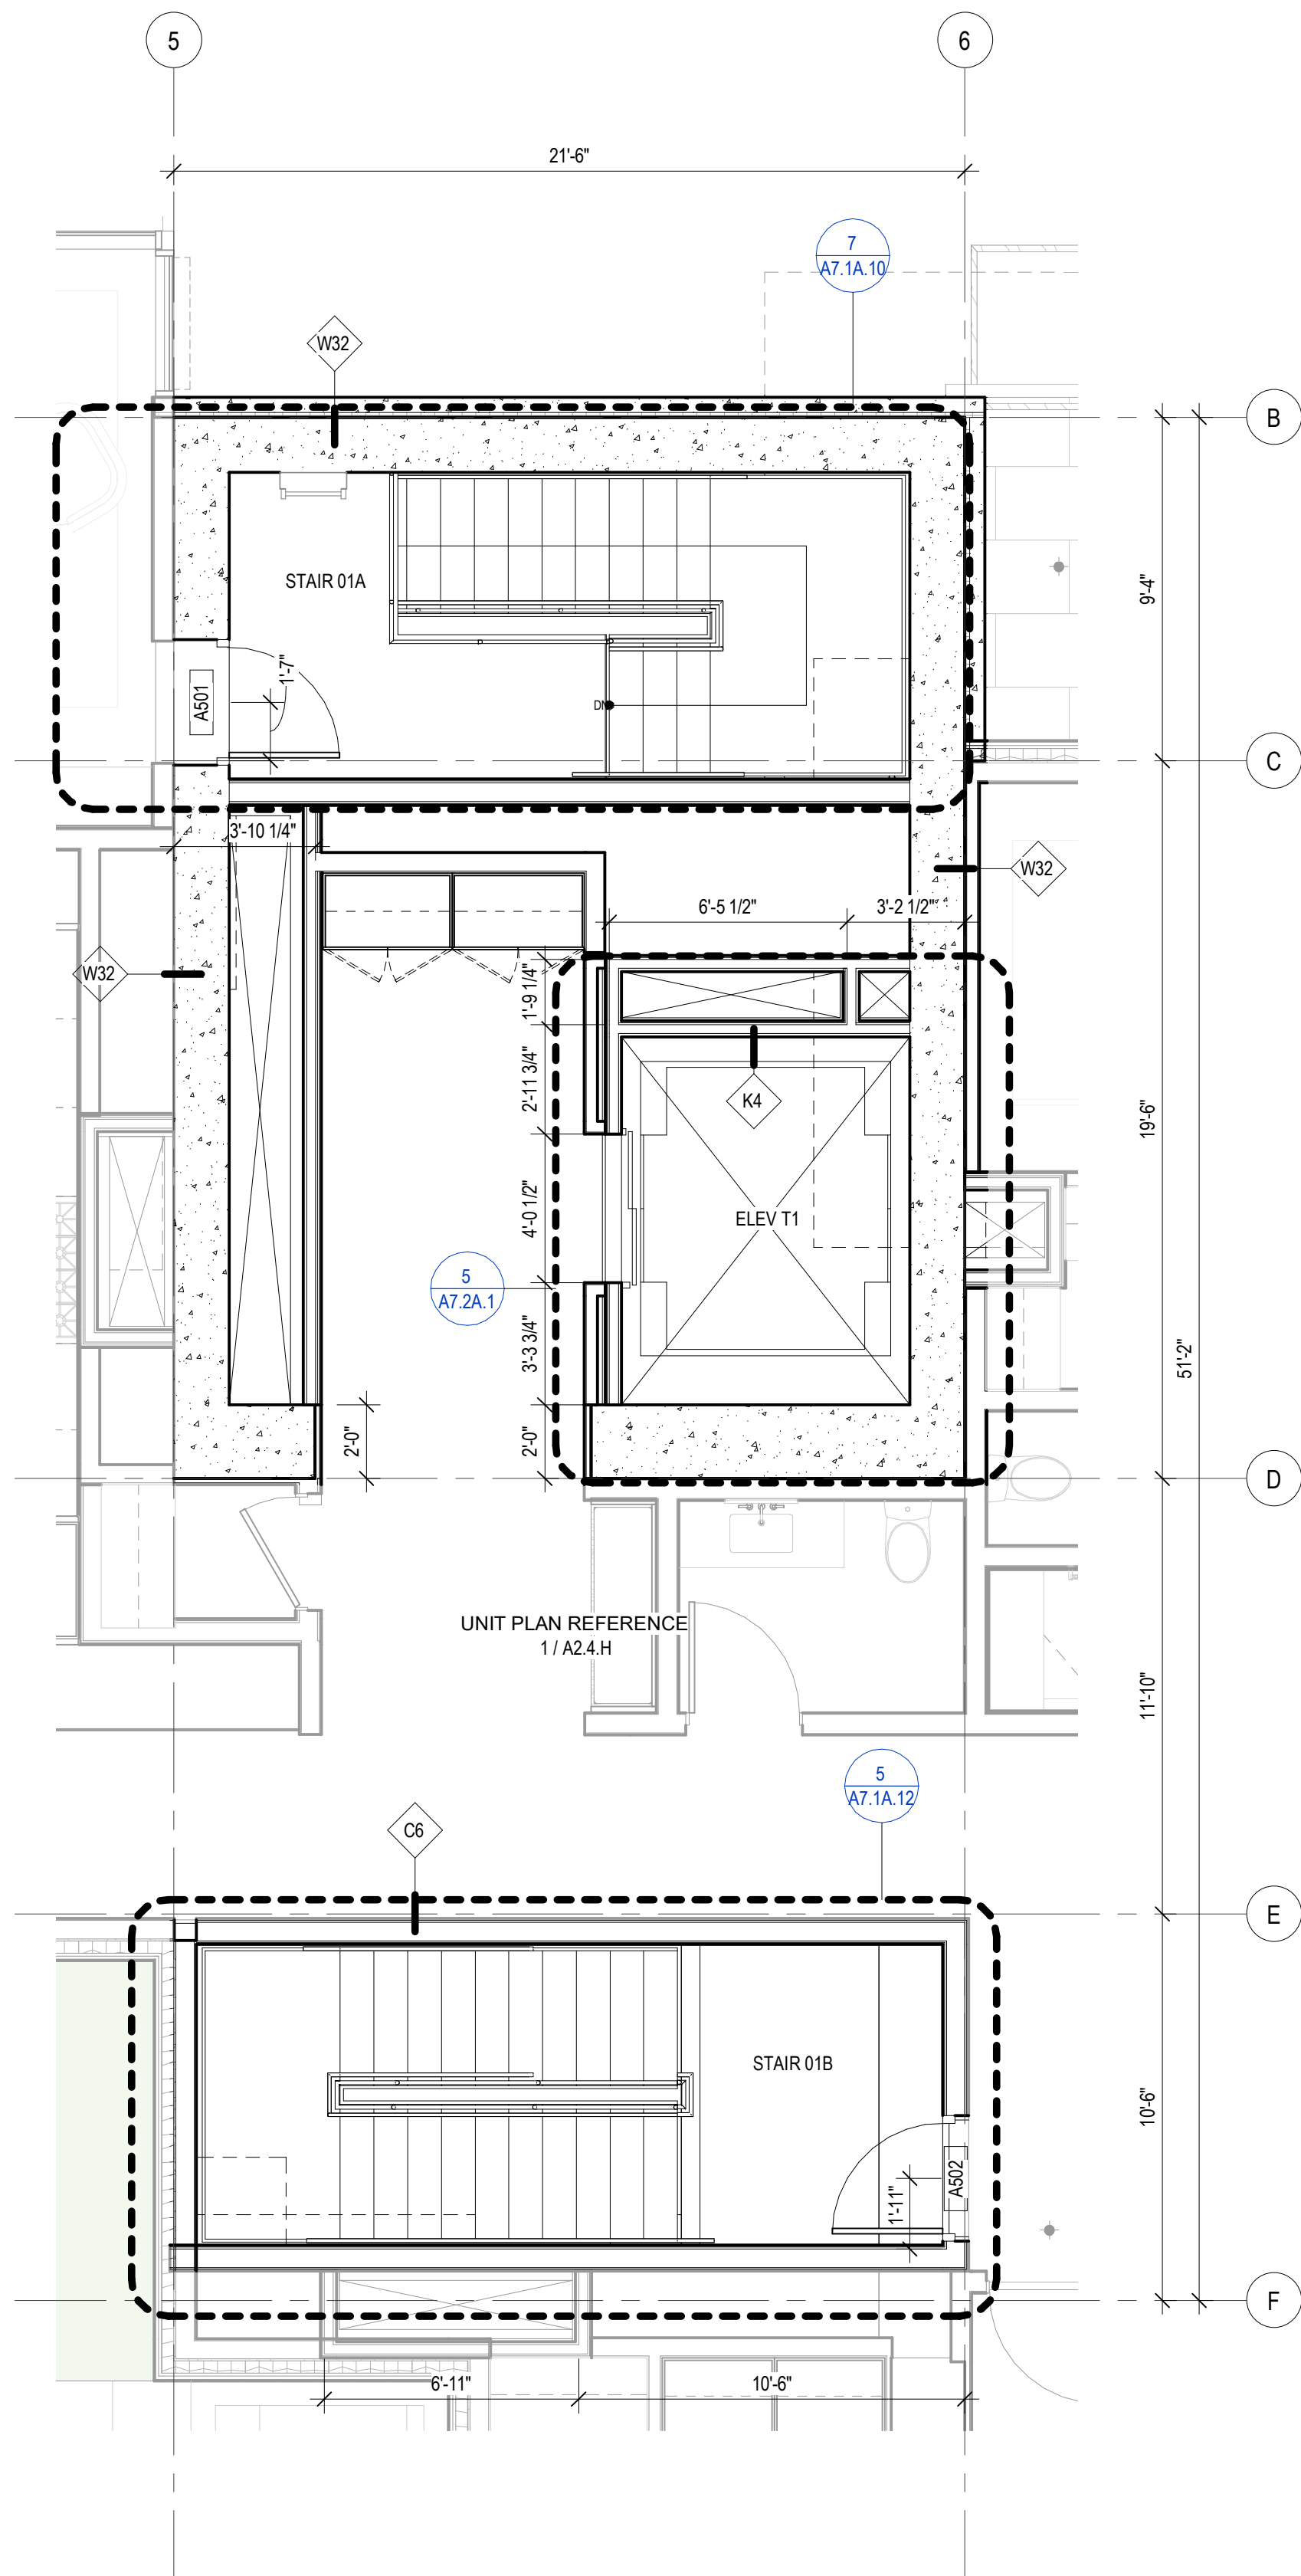 5
6
21'-6"
7
A7.1A.10
W32
B
STAIR 01A
9'-4"
1'-7"
A501
DN
C
3'-10 1/4"
W32
6'-5 1/2"
3'-2 1/2"
W32
1'-9 1/4"
2'-11 3/4"
K4
19'-6"
ELEV T1
4'-0 1/2"
5
A7.2A.1
3'-3 3/4"
51'-2"
2'-0"
2'-0"
D
UNIT PLAN REFERENCE
1 / A2.4.H
11'-10"
5
A7.1A.12
C6
E
STAIR 01B
10'-6"
A502
1'-11"
F
6'-11"
10'-6"